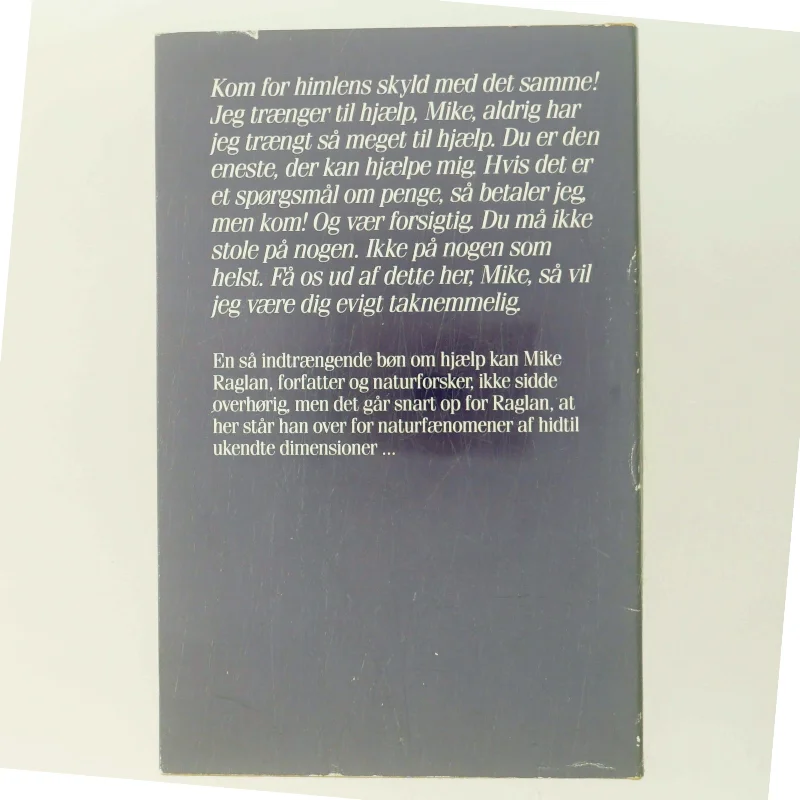 Kom for himlens skyld med det samme!
Jeg trænger til hjælp, Mike, aldrig har
jeg trængt så meget til hjælp. Du er den
eneste, der kan hjælpe mig. Hvis det er
et spørgsmål om penge, så betaler jeg,
men kom! Og vær forsigtig. Du må ikke
stole på nogen. Ikke på nogen som
helst. Få os ud af dette her, Mike, så vil
jeg være dig evigt taknemmelig.
En så indtrængende bøn om hjælp kan Mike
Raglan, forfatter og naturforsker, ikke sidde
overhørig, men det går snart op for Raglan, at
her står han over for naturfænomener af hidtil
ukendte dimensioner ...